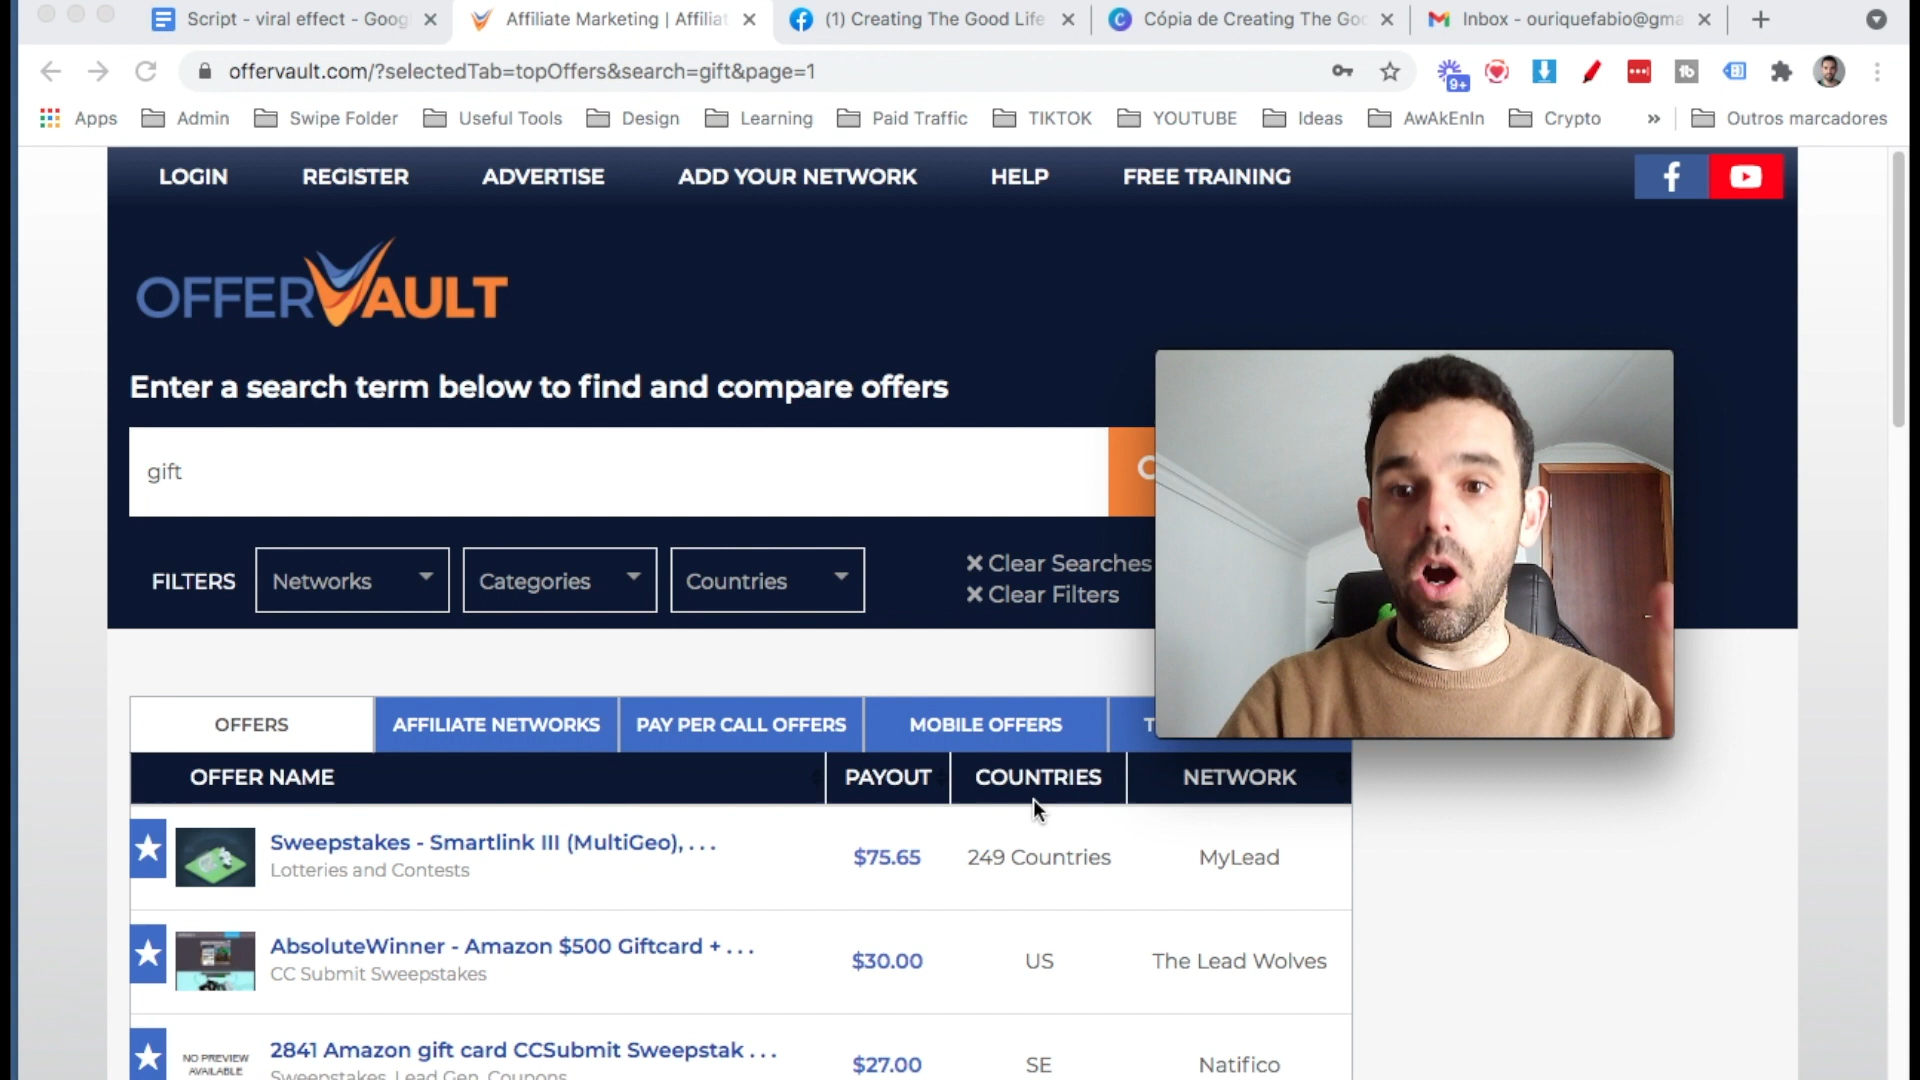 Script - viral effect - Goog
Affiliate Marketing | Affiliat
(1) Creating The Good Life
Cópia de Creating The Goo
Inbox - ouriquefabio@gma
offervault.com/?selectedTab=topOffers&search=gift&page=1
9+
Apps
Admin
Swipe Folder
Useful Tools
Design
Learning
Paid Traffic
TIKTOK
YOUTUBE
Ideas
AwAkEnIn
Crypto
»
Outros marcadores
LOGIN
REGISTER
ADVERTISE
ADD YOUR NETWORK
HELP
FREE TRAINING
OFFERVAULT
Enter a search term below to find and compare offers
gift
FILTERS
Networks
Categories
Countries
Clear Searches
Clear Filters
OFFERS
AFFILIATE NETWORKS
PAY PER CALL OFFERS
MOBILE OFFERS
T
OFFER NAME
PAYOUT
COUNTRIES
NETWORK
Sweepstakes - Smartlink III (MultiGeo), ...
Lotteries and Contests
$75.65
249 Countries
MyLead
AbsoluteWinner - Amazon $500 Giftcard + ...
CC Submit Sweepstakes
$30.00
US
The Lead Wolves
NO PREVIEW
AVAILABLE
2841 Amazon gift card CCSubmit Sweepstak ...
Sweepstakes, Lead Gen, Coupons
$27.00
SE
Natifico